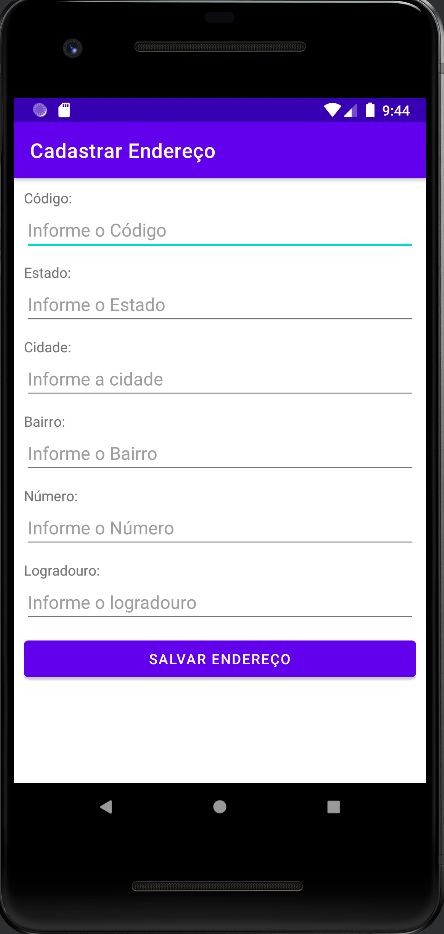 9:44
Cadastrar Endereço
Código:
Informe o Código
Estado:
Informe o Estado
Cidade:
Informe a cidade
Bairro:
Informe o Bairro
Número:
Informe o Número
Logradouro:
Informe o logradouro
SALVAR ENDEREÇO